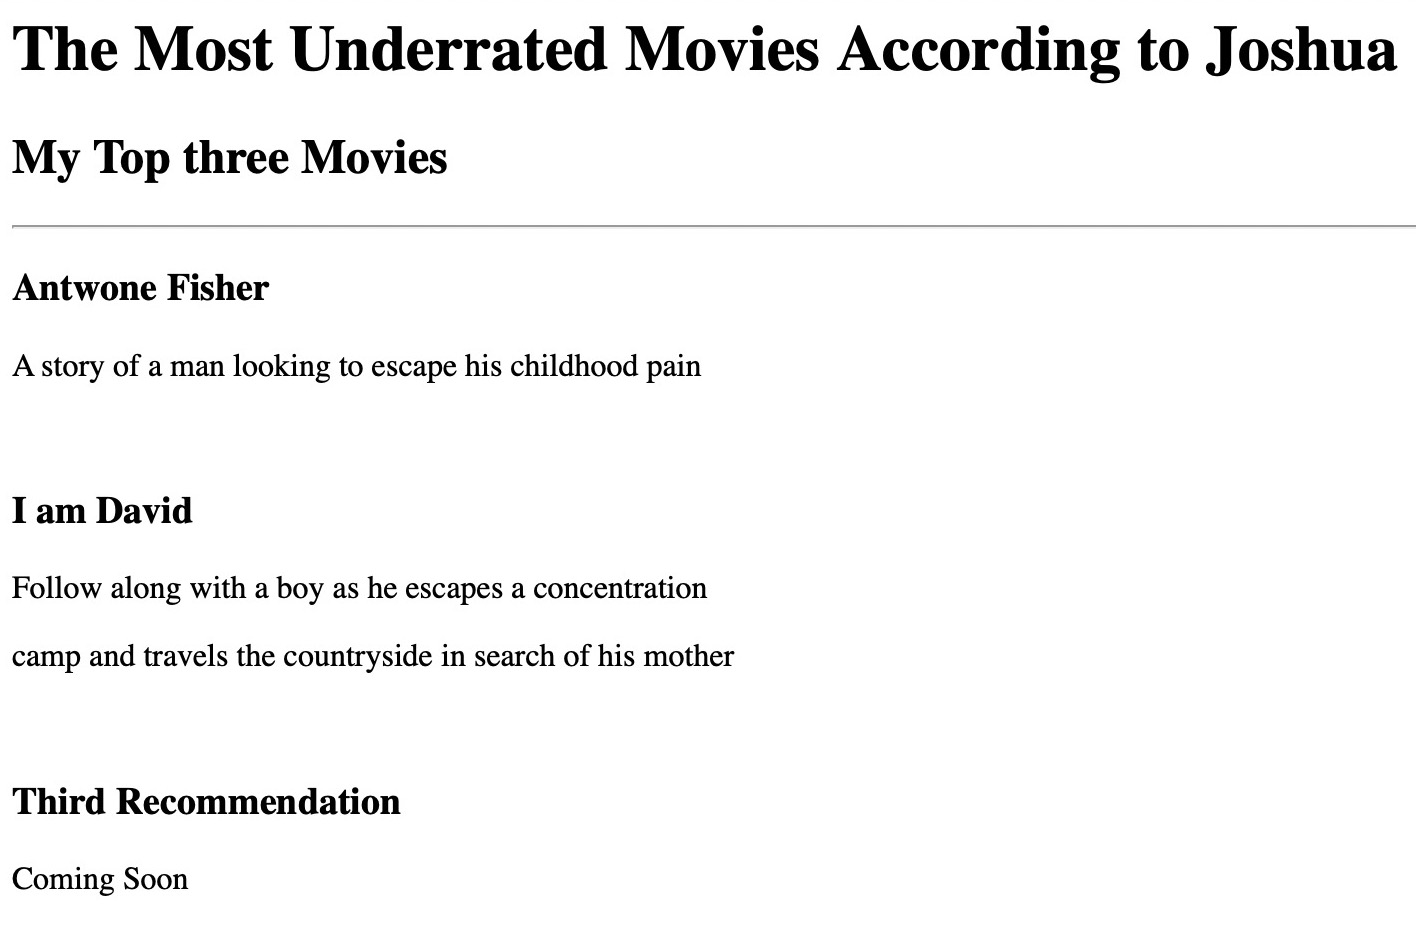 The Most Underrated Movies According to Joshua
My Top three Movies
Antwone Fisher
A story of a man looking to escape his childhood pain
I am David
Follow along with a boy as he escapes a concentration
camp and travels the countryside in search of his mother
Third Recommendation
Coming Soon